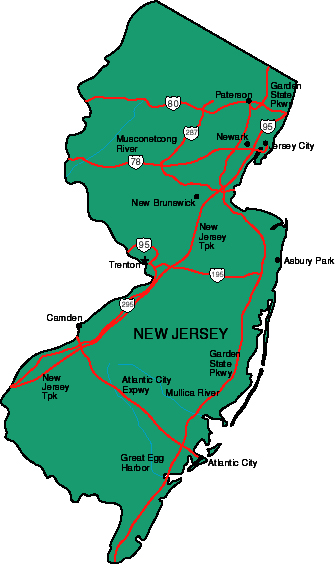 Garden
State
Pkwy
Paterson
80
287
95
Musconetcong
River
Newark
Jersey City
78
New Brunswick
New
Jersey
Tpk
95
Trenton
195
Asbury Park
295
Camden
NEW JERSEY
Garden
State
Pkwy
New
Jersey
Tpk
Atlantic City
Expwy
Mullica River
Great Egg
Harbor
Atlantic City